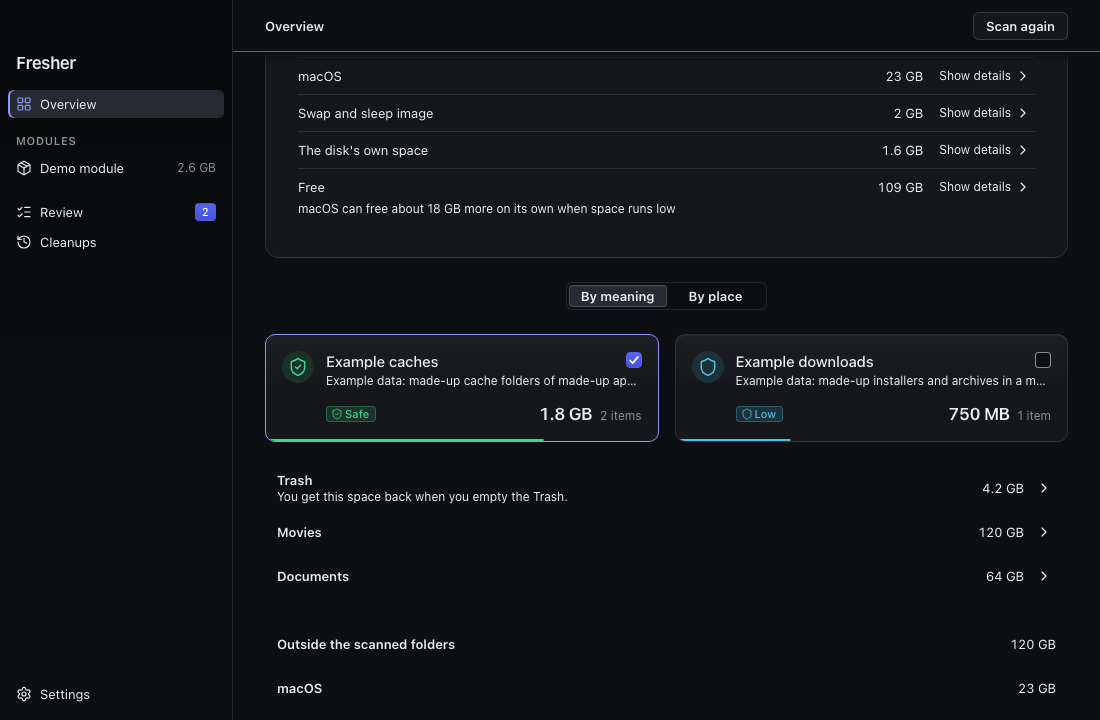 Fresher
Overview
MODULES
Demo module 2.6 GB
Review 2
Cleanups
Settings
Overview
Scan again
macOS 23 GB Show details
Swap and sleep image 2 GB Show details
The disk's own space 1.6 GB Show details
Free 109 GB Show details
macOS can free about 18 GB more on its own when space runs low
By meaning By place
Example caches
Example data: made-up cache folders of made-up ap...
Safe 1.8 GB 2 items
Example downloads
Example data: made-up installers and archives in a m...
Low 750 MB 1 item
Trash
You get this space back when you empty the Trash.
4.2 GB
Movies 120 GB
Documents 64 GB
Outside the scanned folders 120 GB
macOS 23 GB